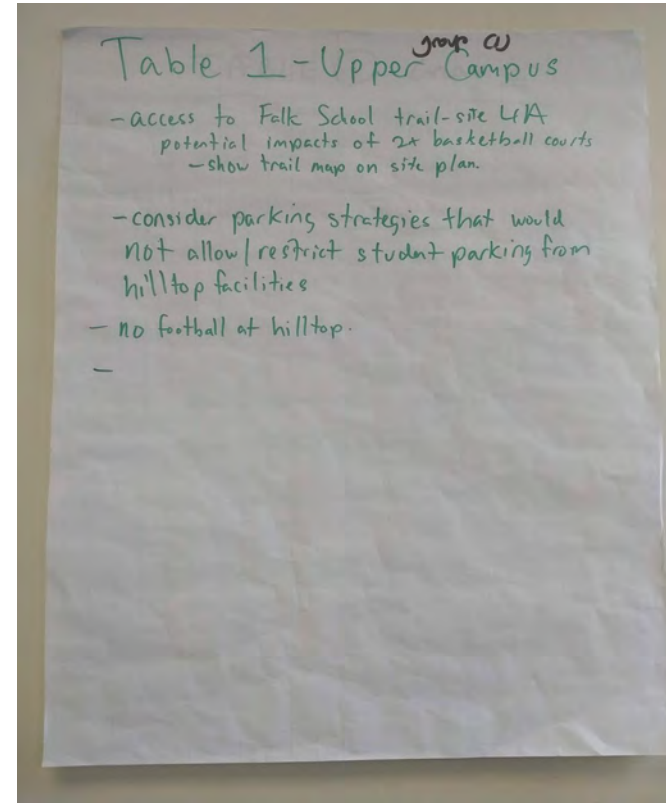 group (1)
Table 1 - Upper Campus
- access to Falk School trail-site 4A
potential impacts of 2x basketball courts
- show trail map on site plan.
- consider parking strategies that would
not allow/restrict student parking from
hilltop facilities
- no football at hilltop.
-